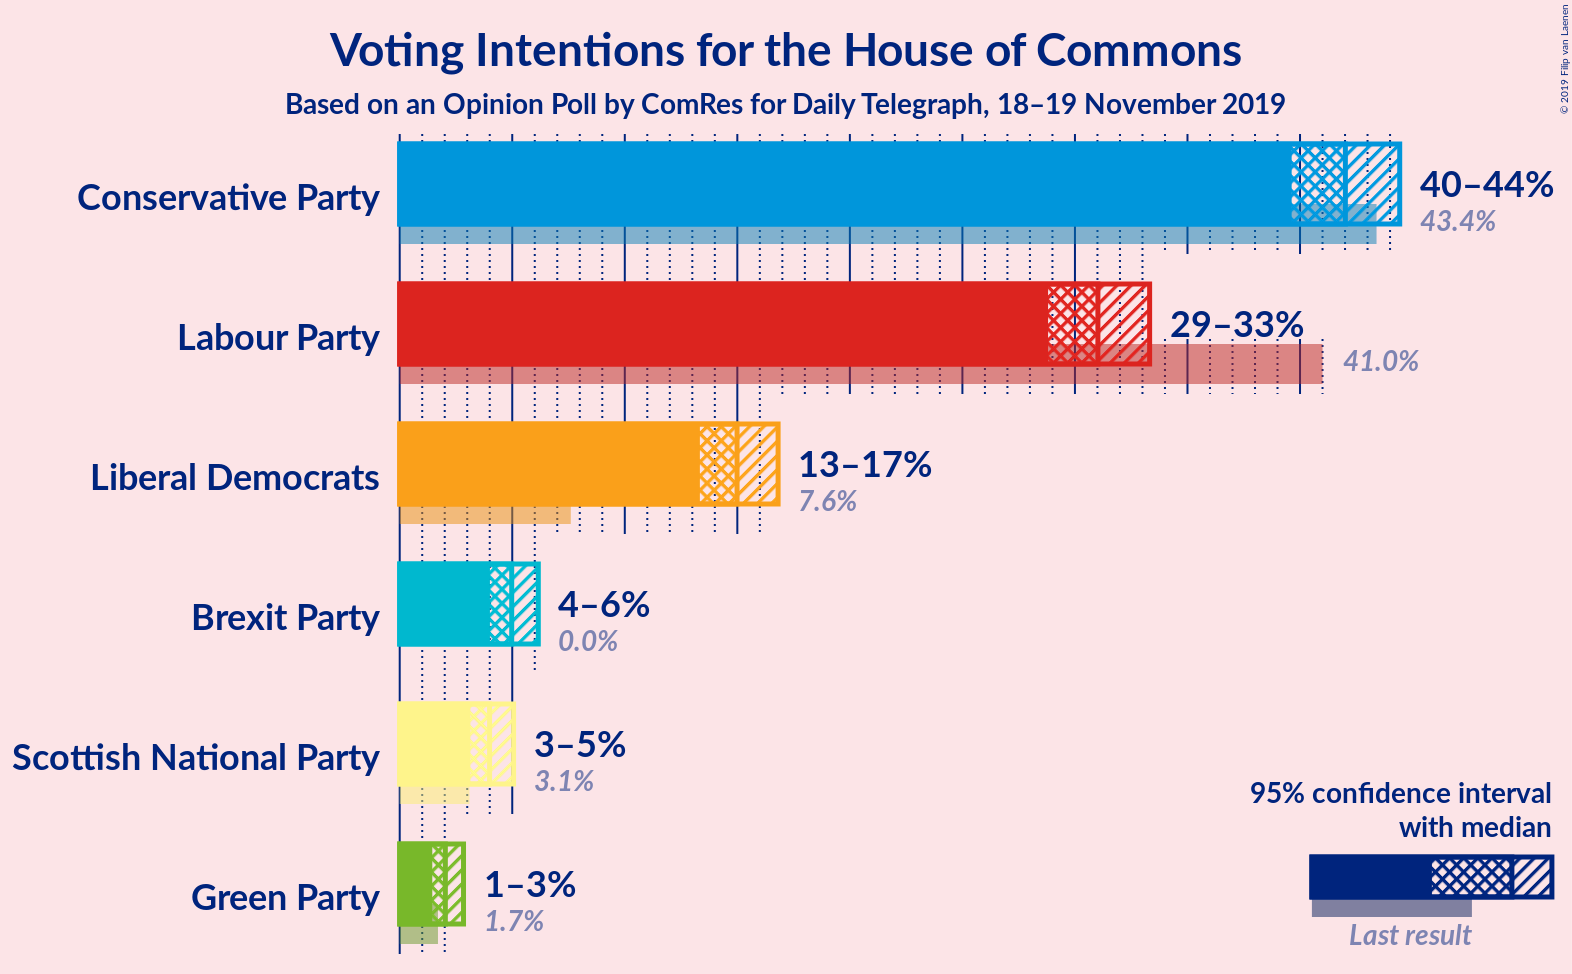 Voting Intentions for the House of Commons
Based on an Opinion Poll by ComRes for Daily Telegraph, 18–19 November 2019
© 2019 Filip van Laenen
Conservative Party
40–44%
43.4%
Labour Party
29–33%
41.0%
Liberal Democrats
13–17%
7.6%
Brexit Party
4–6%
0.0%
Scottish National Party
3–5%
3.1%
Green Party
1–3%
1.7%
95% confidence interval
with median
Last result